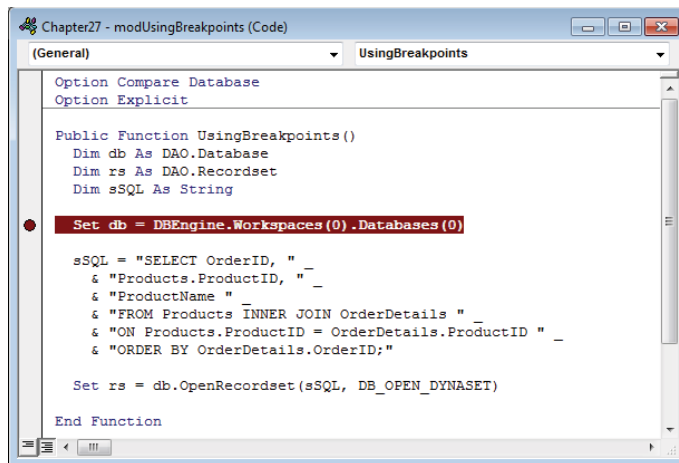 Chapter27 - modUsingBreakpoints (Code)
(General) UsingBreakpoints
Option Compare Database
Option Explicit
Public Function UsingBreakpoints()
Dim db As DAO.Database
Dim rs As DAO.Recordset
Dim sSQL As String
Set db = DBEngine.Workspaces(0).Databases(0)
sSQL = "SELECT OrderID, " _
& "Products.ProductID, " _
& "ProductName " _
& "FROM Products INNER JOIN OrderDetails " _
& "ON Products.ProductID = OrderDetails.ProductID " _
& "ORDER BY OrderDetails.OrderID;"
Set rs = db.OpenRecordset(sSQL, DB_OPEN_DYNASET)
End Function